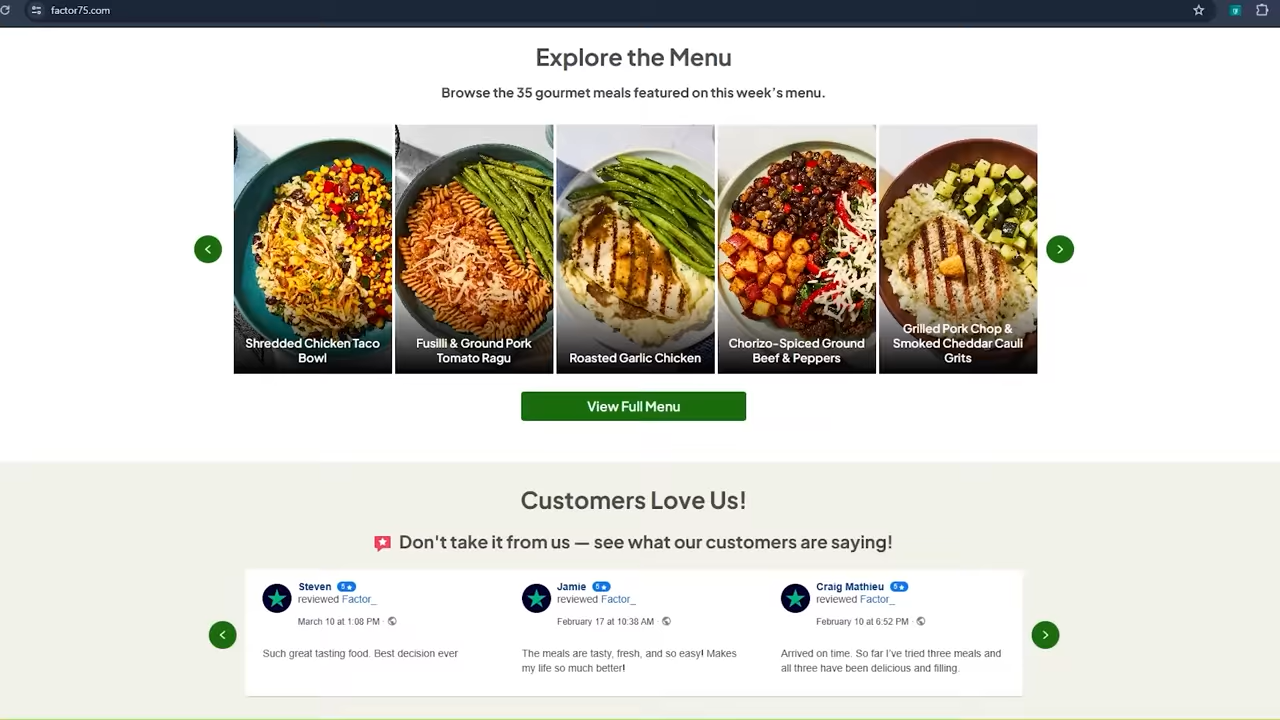 factor75.com
Explore the Menu
Browse the 35 gourmet meals featured on this week's menu.
Shredded Chicken Taco
Bowl
Fusilli & Ground Pork
Tomato Ragu
Roasted Garlic Chicken
Chorizo-Spiced Ground
Beef & Peppers
Grilled Pork Chop &
Smoked Cheddar Cauli
Grits
View Full Menu
Customers Love Us!
Don't take it from us — see what our customers are saying!
Steven 5
reviewed Factor_
March 10 at 1:08 PM ·
Such great tasting food. Best decision ever
Jamie 5
reviewed Factor_
February 17 at 10:38 AM ·
The meals are tasty, fresh, and so easy! Makes
my life so much better!
Craig Mathieu 5
reviewed Factor_
February 10 at 6:52 PM ·
Arrived on time. So far I've tried three meals and
all three have been delicious and filling.